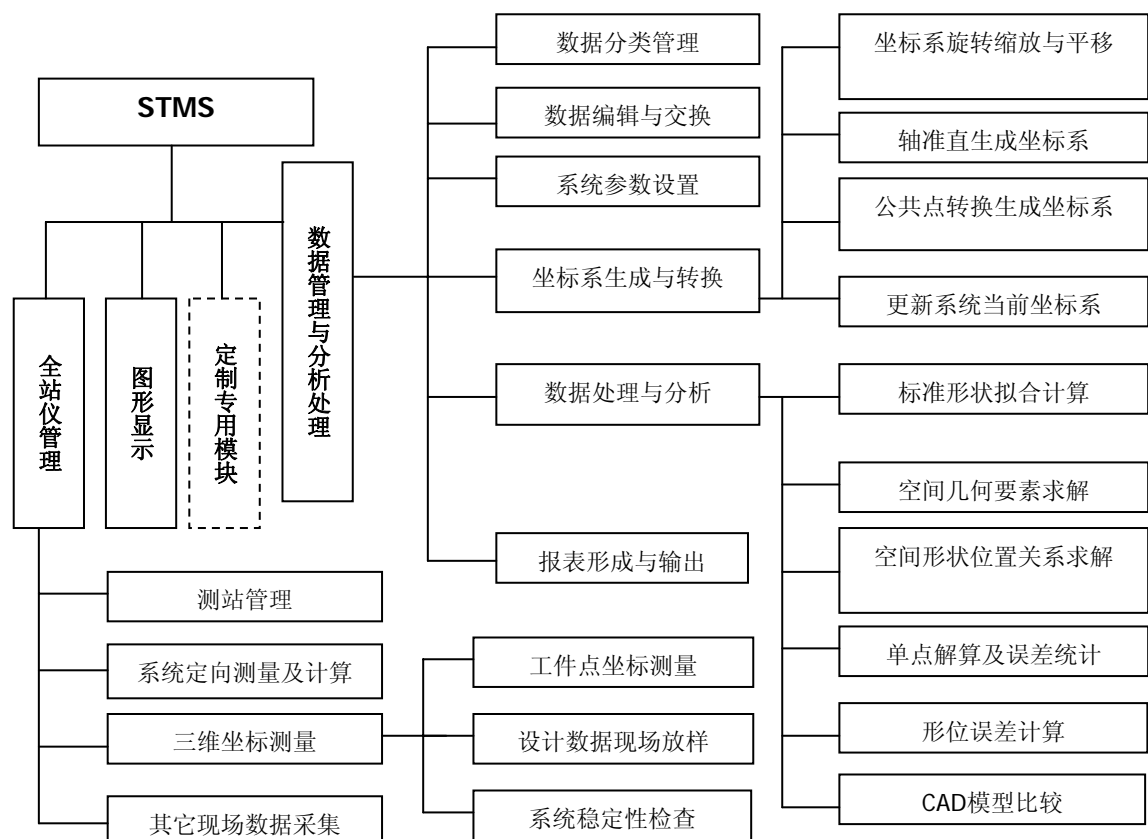 STMS
全站仪管理
图形显示
定制专用模块
数据管理与分析处理
数据分类管理
数据编辑与交换
系统参数设置
坐标系生成与转换
数据处理与分析
报表形成与输出
坐标系旋转缩放与平移
轴准直生成坐标系
公共点转换生成坐标系
更新系统当前坐标系
标准形状拟合计算
空间几何要素求解
空间形状位置关系求解
单点解算及误差统计
形位误差计算
CAD模型比较
测站管理
系统定向测量及计算
三维坐标测量
其它现场数据采集
工件点坐标测量
设计数据现场放样
系统稳定性检查